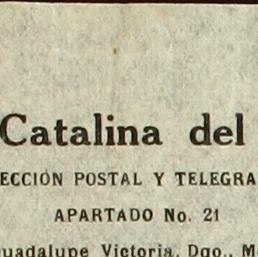 Catalina del
ECCION POSTAL Y TELEGRA
APARTADO No. 21
uadalupe Victoria, Dgo., M